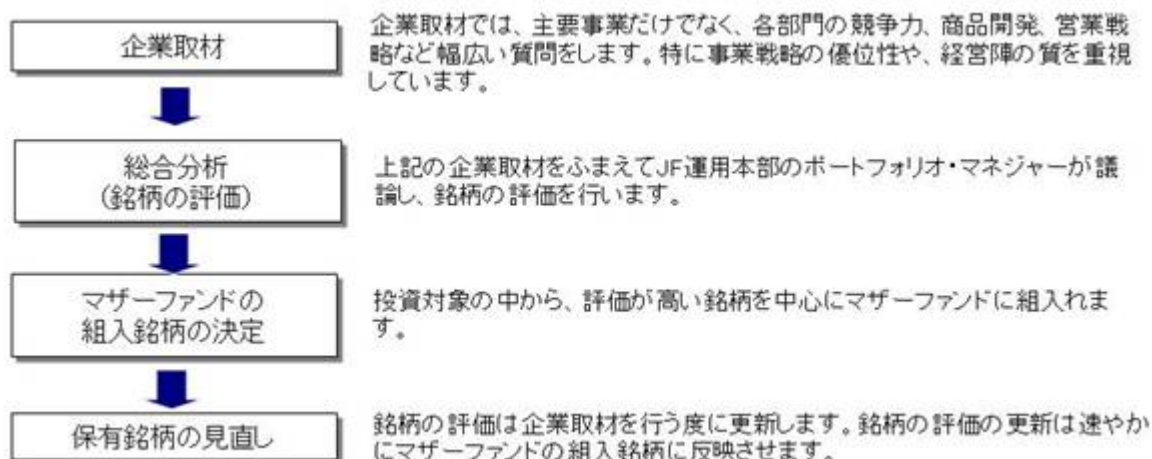 企業取材
企業取材では、主要事業だけでなく、各部門の競争力、商品開発、営業戦
略など幅広い質問をします。特に事業戦略の優位性や、経営陣の質を重視
しています。
総合分析
(銘柄の評価)
上記の企業取材をふまえてJF運用本部のポートフォリオ・マネジャーが議
論し、銘柄の評価を行います。
マザーファンドの
組入銘柄の決定
投資対象の中から、評価が高い銘柄を中心にマザーファンドに組入れま
す。
保有銘柄の見直し
銘柄の評価は企業取材を行う度に更新します。銘柄の評価の更新は速やか
にマザーファンドの組入銘柄に反映させます。